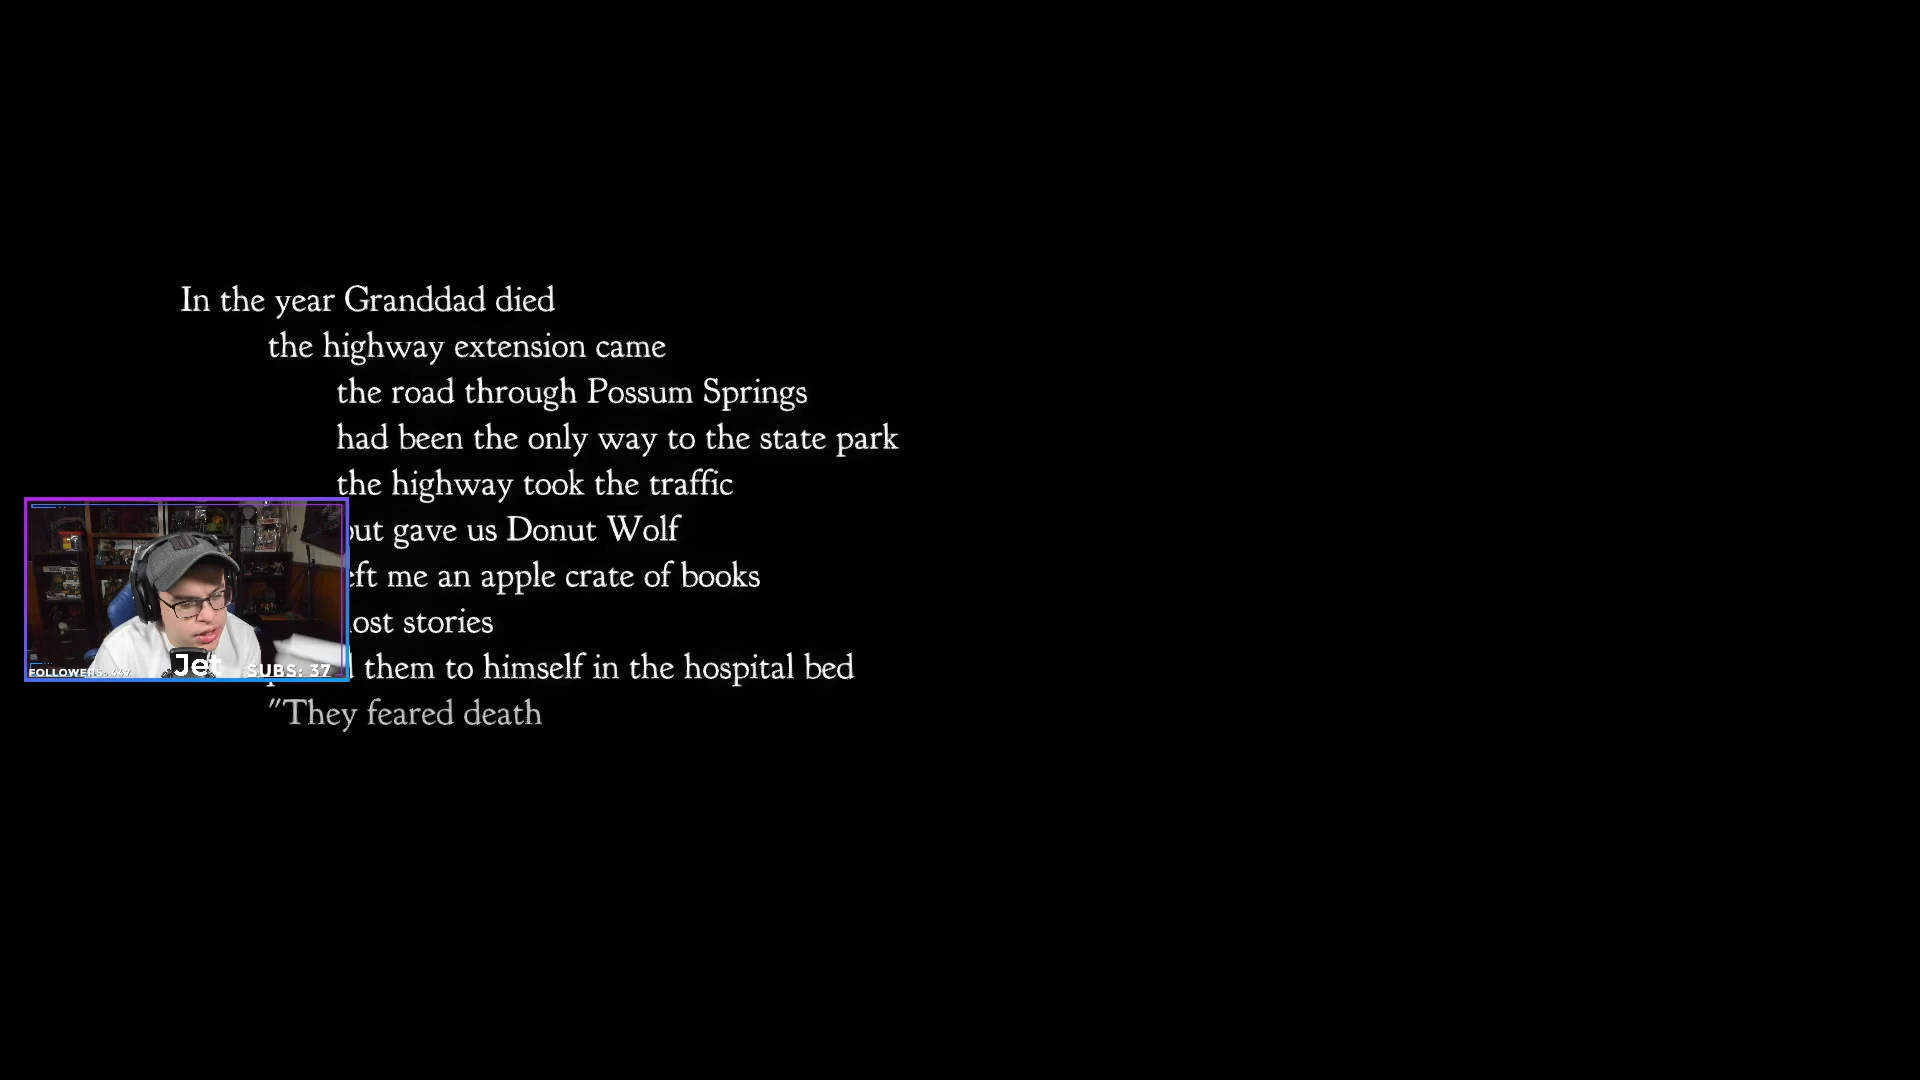 In the year Granddad died
the highway extension came
the road through Possum Springs
had been the only way to the state park
the highway took the traffic
but gave us Donut Wolf
me an apple crate of books
stories
them to himself in the hospital bed
"They feared death
FOLLOWERS: 447
Jet
SUBS: 37